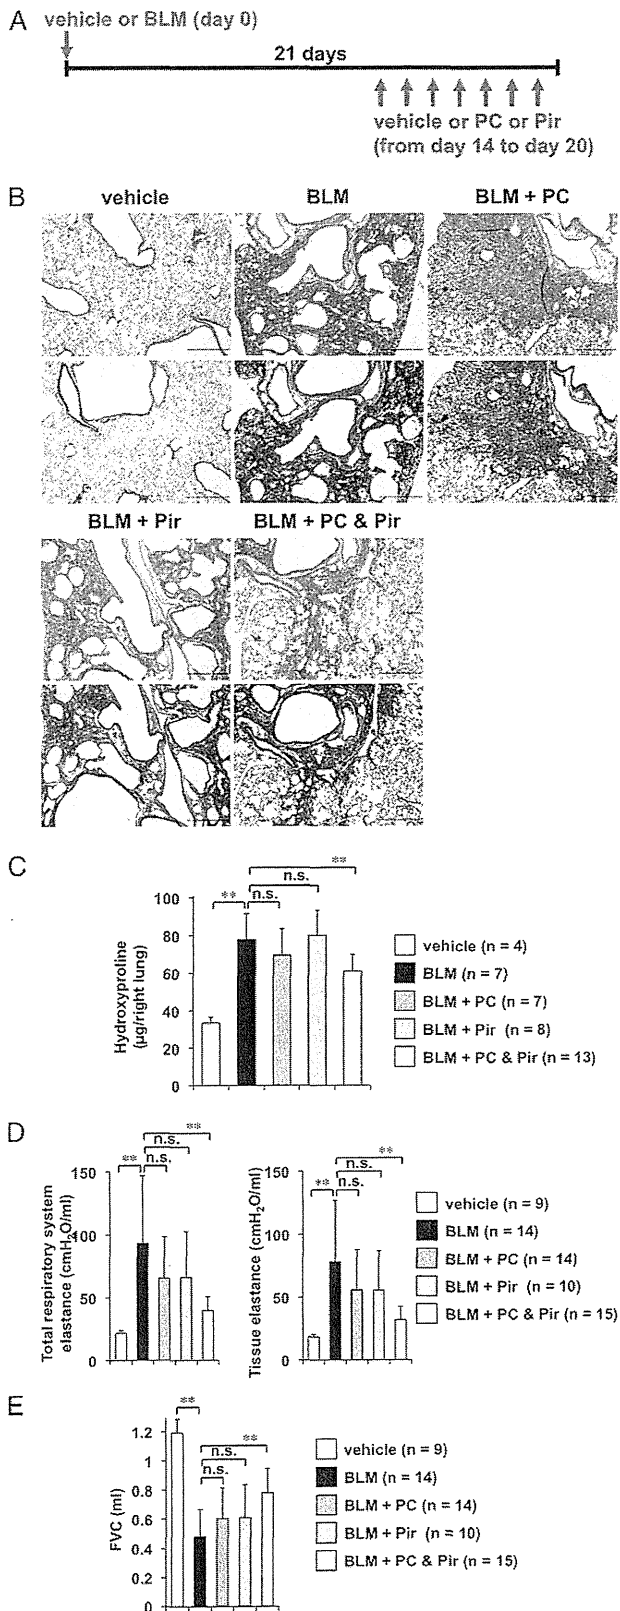 A
vehicle or BLM (day 0)
21 days
vehicle or PC or Pir
(from day 14 to day 20)
B
vehicle
BLM
BLM + PC
BLM + Pir
BLM + PC & Pir
C
**
n.s.
** n.s.
100
80
60
40
20
0
Hydroxyproline
(µg/right lung)
vehicle (n = 4)
BLM (n = 7)
BLM + PC (n = 7)
BLM + Pir (n = 8)
BLM + PC & Pir (n = 13)
D
**
n.s.
** n.s.
150
100
50
0
Total respiratory system
elastance (cmH2O/ml)
**
n.s.
** n.s.
150
100
50
0
Tissue elastance (cmH2O/ml)
vehicle (n = 9)
BLM (n = 14)
BLM + PC (n = 14)
BLM + Pir (n = 10)
BLM + PC & Pir (n = 15)
E
**
**
n.s.
n.s.
1.2
1
0.8
0.6
0.4
0.2
0
FVC (ml)
vehicle (n = 9)
BLM (n = 14)
BLM + PC (n = 14)
BLM + Pir (n = 10)
BLM + PC & Pir (n = 15)